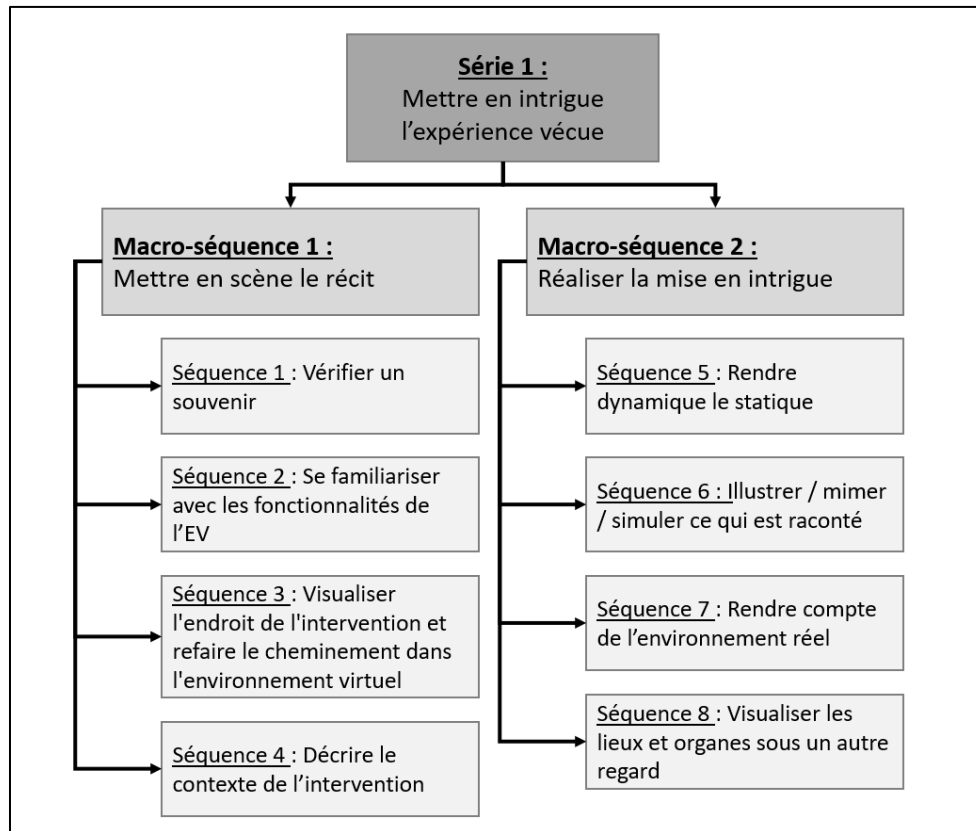 Série 1 :
Mettre en intrigue
l’expérience vécue
Macro-séquence 1 :
Mettre en scène le récit
Séquence 1 : Vérifier un
souvenir
Séquence 2 : Se familiariser
avec les fonctionnalités de
l’EV
Séquence 3 : Visualiser
l'endroit de l'intervention et
refaire le cheminement dans
l'environnement virtuel
Séquence 4 : Décrire le
contexte de l’intervention
Macro-séquence 2 :
Réaliser la mise en intrigue
Séquence 5 : Rendre
dynamique le statique
Séquence 6 : Illustrer / mimer
/ simuler ce qui est raconté
Séquence 7 : Rendre compte
de l’environnement réel
Séquence 8 : Visualiser les
lieux et organes sous un autre
regard